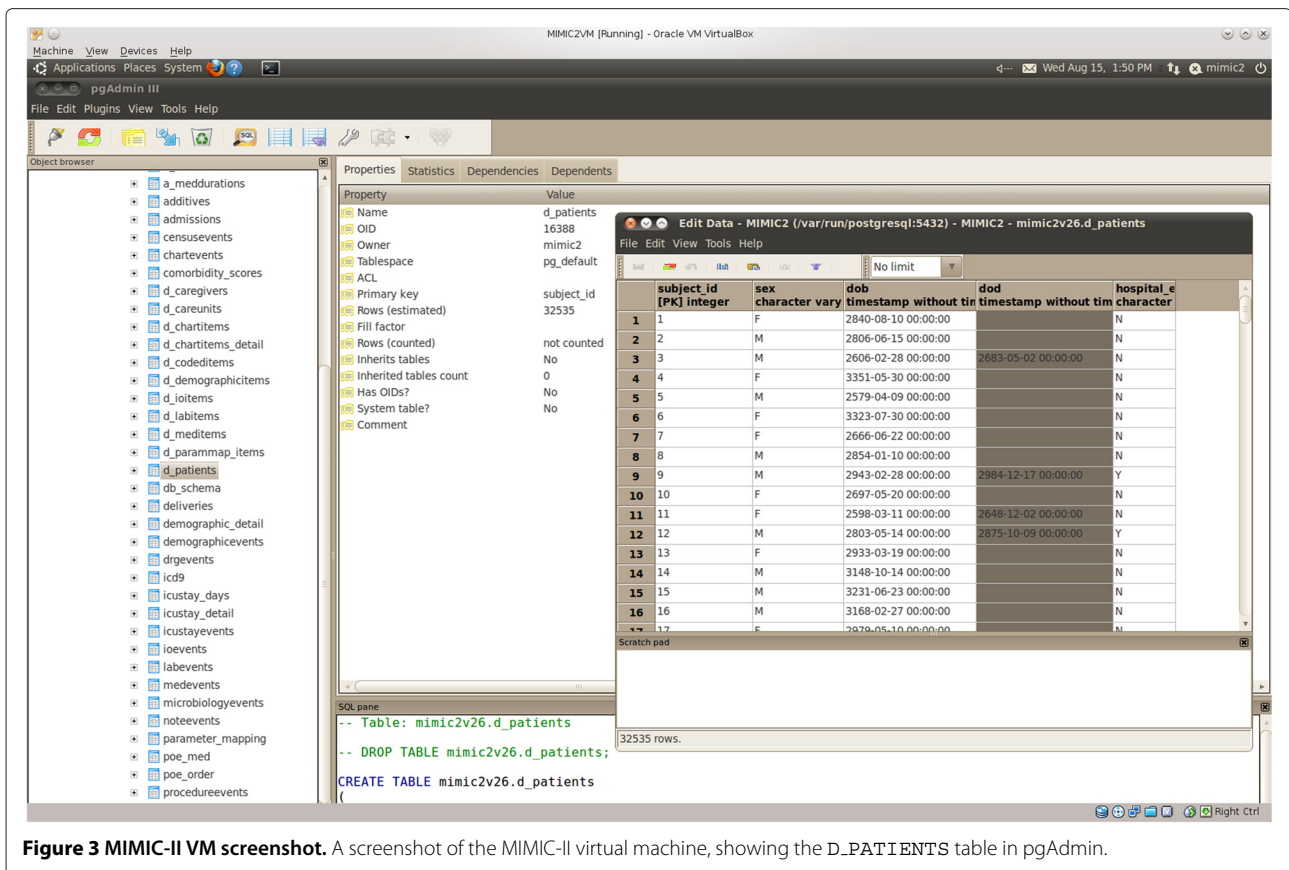 MIMIC2VM [Running] - Oracle VM VirtualBox
Machine View Devices Help
Applications Places System
Wed Aug 15, 1:50 PM mimic2
pgAdmin III
File Edit Plugins View Tools Help
SQL
Object browser
a_meddurations
additives
admissions
censusevents
chartevents
comorbidity_scores
d_caregivers
d_careunits
d_chartitems
d_chartitems_detail
d_codeditems
d_demographicitems
d_ioitems
d_labitems
d_meditems
d_parammap_items
d_patients
db_schema
deliveries
demographic_detail
demographicevents
drgevents
icd9
icustay_days
icustay_detail
icustayevents
ioevents
labevents
medevents
microbiologyevents
noteevents
parameter_mapping
poe_med
poe_order
procedureevents
Properties Statistics Dependencies Dependents
Property Value
Name d_patients
OID 16388
Owner mimic2
Tablespace pg_default
ACL
Primary key subject_id
Rows (estimated) 32535
Fill factor
Rows (counted) not counted
Inherits tables No
Inherited tables count 0
Has OIDs? No
System table? No
Comment
Edit Data - MIMIC2 (/var/run/postgresql:5432) - MIMIC2 - mimic2v26.d_patients
File Edit View Tools Help
No limit
subject_id sex dob dod hospital_e
[PK] integer character vary timestamp without tin timestamp without tim character
1 1 F 2840-08-10 00:00:00 N
2 2 M 2806-06-15 00:00:00 N
3 3 M 2606-02-28 00:00:00 2683-05-02 00:00:00 N
4 4 F 3351-05-30 00:00:00 N
5 5 M 2579-04-09 00:00:00 N
6 6 F 3323-07-30 00:00:00 N
7 7 F 2666-06-22 00:00:00 N
8 8 M 2854-01-10 00:00:00 N
9 9 M 2943-02-28 00:00:00 2984-12-17 00:00:00 Y
10 10 F 2697-05-20 00:00:00 N
11 11 F 2598-03-11 00:00:00 2648-12-02 00:00:00 N
12 12 M 2803-05-14 00:00:00 2875-10-09 00:00:00 Y
13 13 F 2933-03-19 00:00:00 N
14 14 M 3148-10-14 00:00:00 N
15 15 M 3231-06-23 00:00:00 N
16 16 M 3168-02-27 00:00:00 N
17 17 F 2979-05-10 00:00:00 N
Scratch pad
32535 rows.
SQL pane
-- Table: mimic2v26.d_patients
-- DROP TABLE mimic2v26.d_patients;
CREATE TABLE mimic2v26.d_patients
(
Right Ctrl
Figure 3 MIMIC-II VM screenshot. A screenshot of the MIMIC-II virtual machine, showing the D_PATIENTS table in pgAdmin.